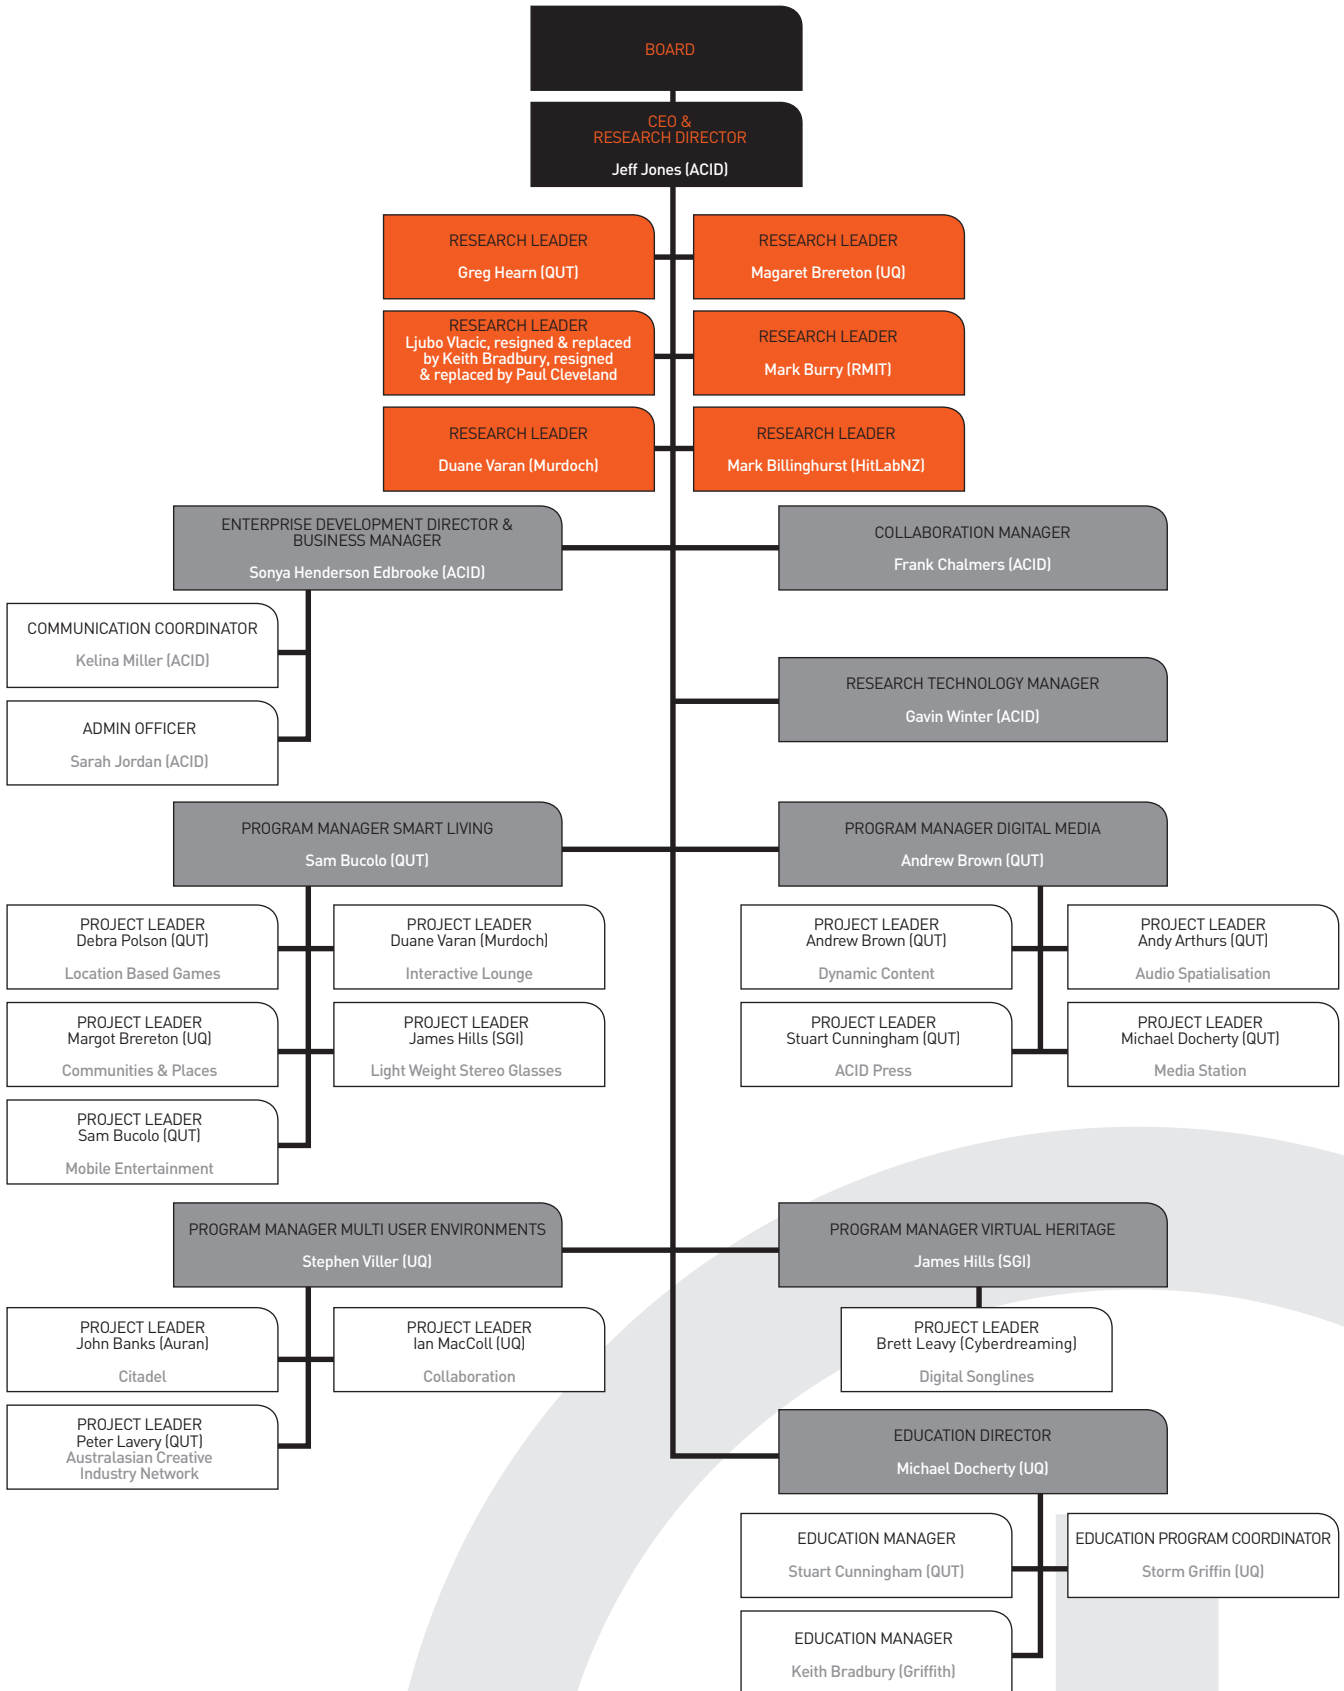 BOARD
CEO &
RESEARCH DIRECTOR
Jeff Jones (ACID)
RESEARCH LEADER
Greg Hearn (QUT)
RESEARCH LEADER
Magaret Brereton (UQ)
RESEARCH LEADER
Ljubo Vlacic, resigned & replaced
by Keith Bradbury, resigned
& replaced by Paul Cleveland
RESEARCH LEADER
Mark Burry (RMIT)
RESEARCH LEADER
Duane Varan (Murdoch)
RESEARCH LEADER
Mark Billinghurst (HitLabNZ)
ENTERPRISE DEVELOPMENT DIRECTOR &
BUSINESS MANAGER
Sonya Henderson Edbrooke (ACID)
COLLABORATION MANAGER
Frank Chalmers (ACID)
COMMUNICATION COORDINATOR
Kelina Miller (ACID)
ADMIN OFFICER
Sarah Jordan (ACID)
RESEARCH TECHNOLOGY MANAGER
Gavin Winter (ACID)
PROGRAM MANAGER SMART LIVING
Sam Bucolo (QUT)
PROGRAM MANAGER DIGITAL MEDIA
Andrew Brown (QUT)
PROJECT LEADER
Debra Polson (QUT)
Location Based Games
PROJECT LEADER
Duane Varan (Murdoch)
Interactive Lounge
PROJECT LEADER
Andrew Brown (QUT)
Dynamic Content
PROJECT LEADER
Andy Arthurs (QUT)
Audio Spatialisation
PROJECT LEADER
Margot Brereton (UQ)
Communities & Places
PROJECT LEADER
James Hills (SGI)
Light Weight Stereo Glasses
PROJECT LEADER
Stuart Cunningham (QUT)
ACID Press
PROJECT LEADER
Michael Docherty (QUT)
Media Station
PROJECT LEADER
Sam Bucolo (QUT)
Mobile Entertainment
PROGRAM MANAGER MULTI USER ENVIRONMENTS
Stephen Viller (UQ)
PROGRAM MANAGER VIRTUAL HERITAGE
James Hills (SGI)
PROJECT LEADER
John Banks (Auran)
Citadel
PROJECT LEADER
Ian MacColl (UQ)
Collaboration
PROJECT LEADER
Brett Leavy (Cyberdreaming)
Digital Songlines
PROJECT LEADER
Peter Lavery (QUT)
Australasian Creative
Industry Network
EDUCATION DIRECTOR
Michael Docherty (UQ)
EDUCATION MANAGER
Stuart Cunningham (QUT)
EDUCATION PROGRAM COORDINATOR
Storm Griffin (UQ)
EDUCATION MANAGER
Keith Bradbury (Griffith)